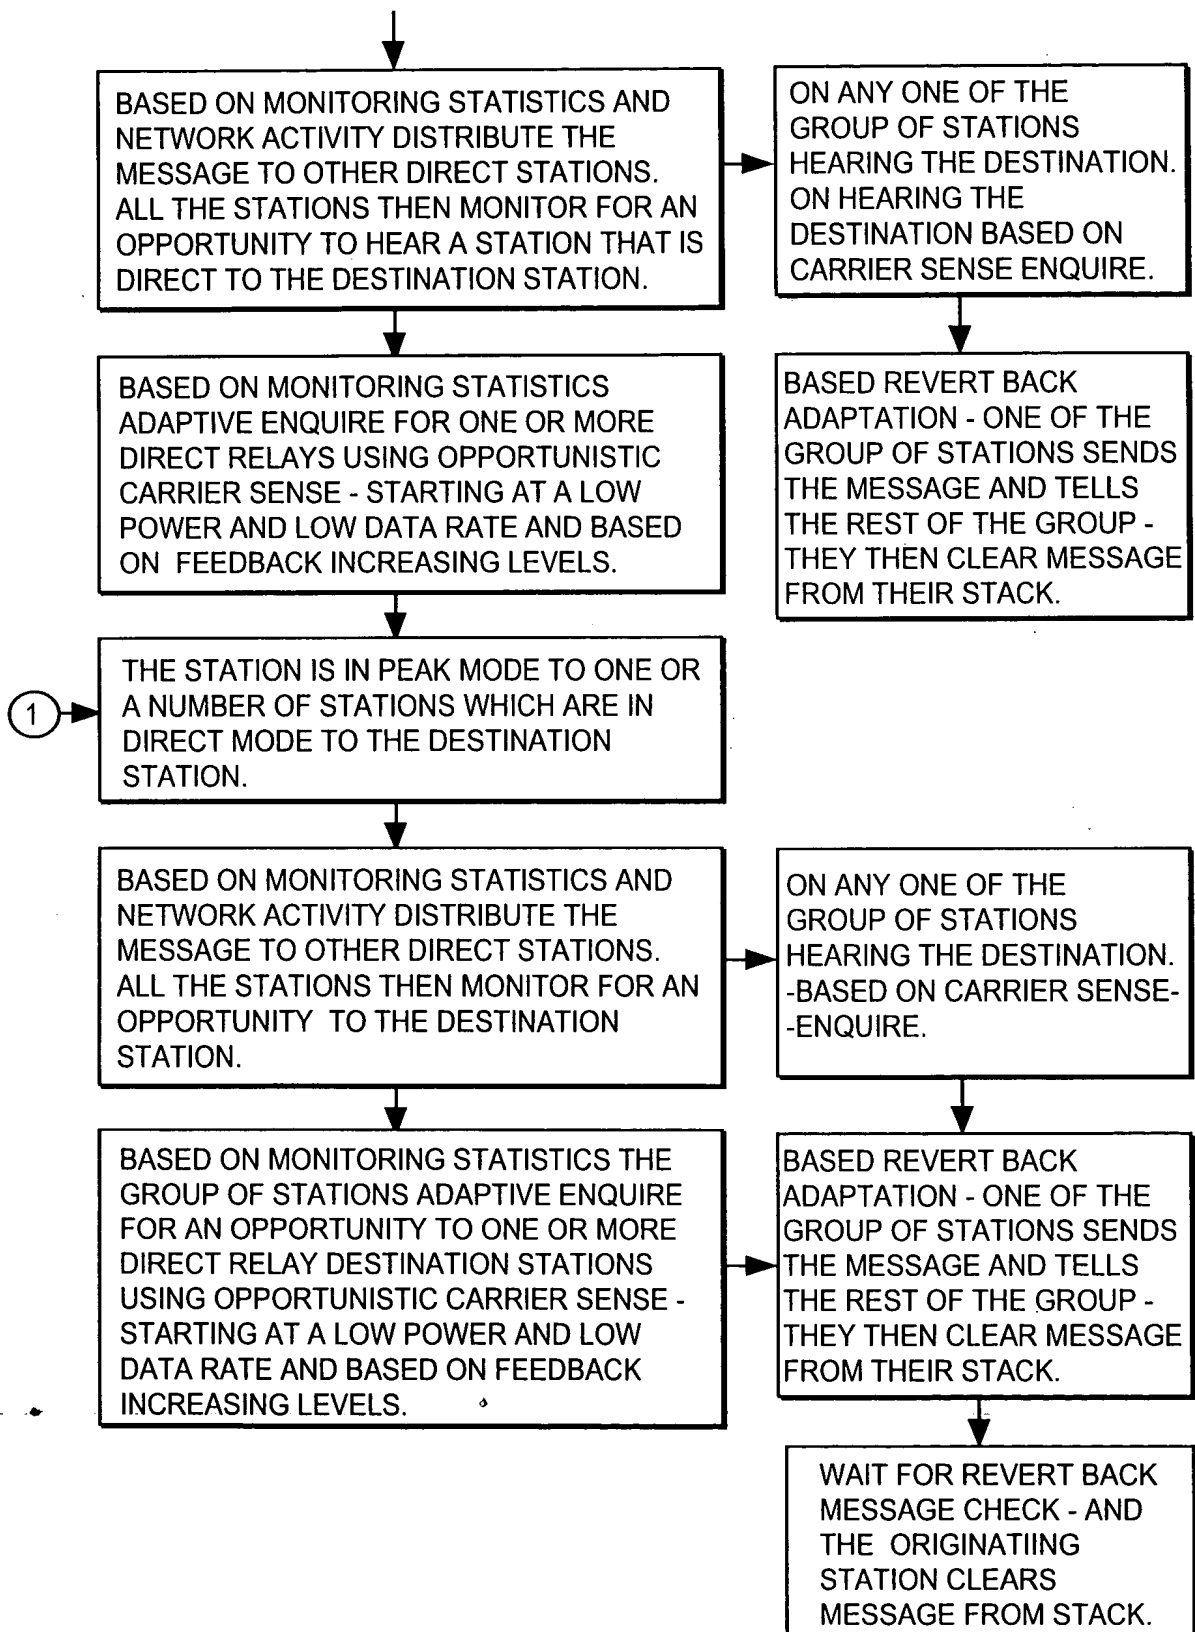 BASED ON MONITORING STATISTICS AND
NETWORK ACTIVITY DISTRIBUTE THE
MESSAGE TO OTHER DIRECT STATIONS.
ALL THE STATIONS THEN MONITOR FOR AN
OPPORTUNITY TO HEAR A STATION THAT IS
DIRECT TO THE DESTINATION STATION.
ON ANY ONE OF THE
GROUP OF STATIONS
HEARING THE DESTINATION.
ON HEARING THE
DESTINATION BASED ON
CARRIER SENSE ENQUIRE.
BASED ON MONITORING STATISTICS
ADAPTIVE ENQUIRE FOR ONE OR MORE
DIRECT RELAYS USING OPPORTUNISTIC
CARRIER SENSE - STARTING AT A LOW
POWER AND LOW DATA RATE AND BASED
ON FEEDBACK INCREASING LEVELS.
BASED REVERT BACK
ADAPTATION - ONE OF THE
GROUP OF STATIONS SENDS
THE MESSAGE AND TELLS
THE REST OF THE GROUP -
THEY THEN CLEAR MESSAGE
FROM THEIR STACK.
1
THE STATION IS IN PEAK MODE TO ONE OR
A NUMBER OF STATIONS WHICH ARE IN
DIRECT MODE TO THE DESTINATION
STATION.
BASED ON MONITORING STATISTICS AND
NETWORK ACTIVITY DISTRIBUTE THE
MESSAGE TO OTHER DIRECT STATIONS.
ALL THE STATIONS THEN MONITOR FOR AN
OPPORTUNITY TO THE DESTINATION
STATION.
ON ANY ONE OF THE
GROUP OF STATIONS
HEARING THE DESTINATION.
-BASED ON CARRIER SENSE-
-ENQUIRE.
BASED ON MONITORING STATISTICS THE
GROUP OF STATIONS ADAPTIVE ENQUIRE
FOR AN OPPORTUNITY TO ONE OR MORE
DIRECT RELAY DESTINATION STATIONS
USING OPPORTUNISTIC CARRIER SENSE -
STARTING AT A LOW POWER AND LOW
DATA RATE AND BASED ON FEEDBACK
INCREASING LEVELS.
BASED REVERT BACK
ADAPTATION - ONE OF THE
GROUP OF STATIONS SENDS
THE MESSAGE AND TELLS
THE REST OF THE GROUP -
THEY THEN CLEAR MESSAGE
FROM THEIR STACK.
WAIT FOR REVERT BACK
MESSAGE CHECK - AND
THE ORIGINATIING
STATION CLEARS
MESSAGE FROM STACK.